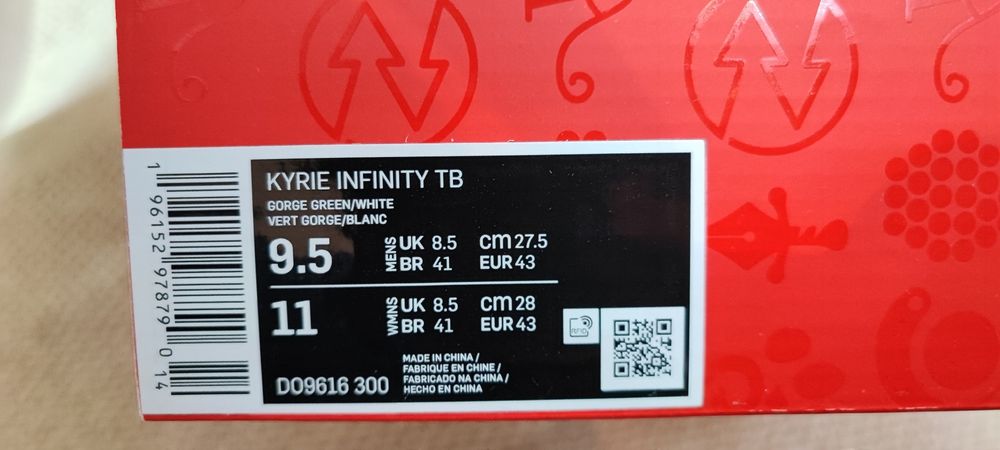 KYRIE INFINITY TB
GORGE GREEN/WHITE
VERT GORGE/BLANC
9.5 MENS UK 8.5 CM 27.5
BR 41 EUR 43
11 WMNS UK 8.5 CM 28
BR 41 EUR 43
DO9616 300
MADE IN CHINA /
FABRIQUE EN CHINE /
FABRICADO NA CHINA /
HECHO EN CHINA
RFID
1 96152 97879 0 14